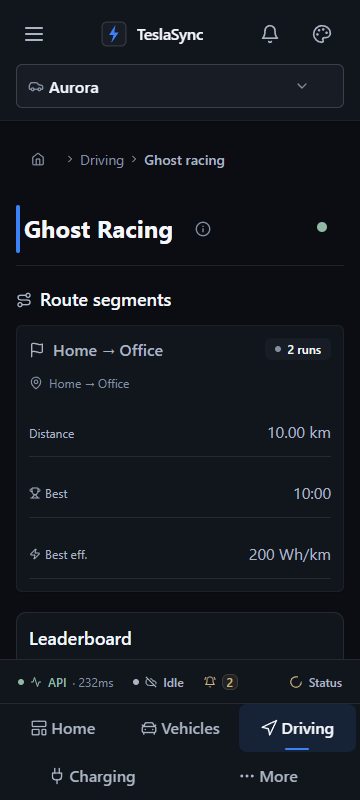 TeslaSync
Aurora
Driving > Ghost racing
Ghost Racing
Route segments
Home → Office
2 runs
Home → Office
Distance 10.00 km
Best 10:00
Best eff. 200 Wh/km
Leaderboard
API · 232ms Idle 2 Status
Home Vehicles Driving
Charging More